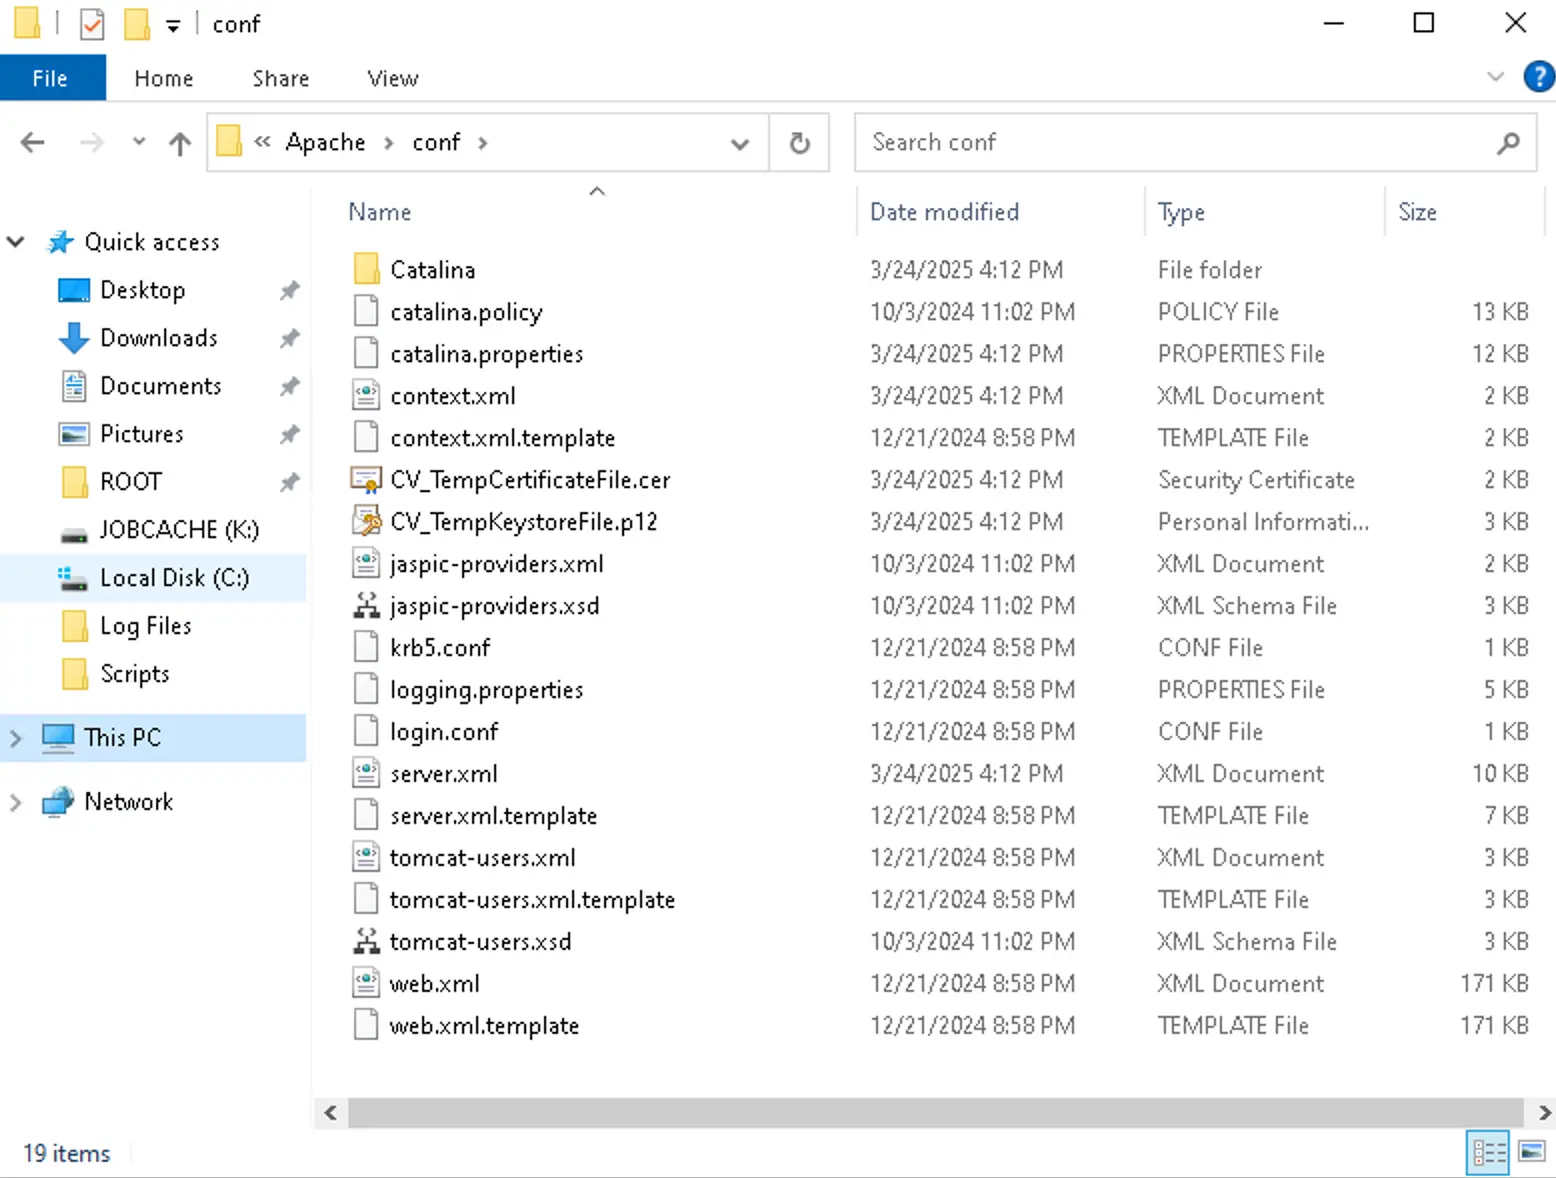 conf
File Home Share View
« Apache › conf ›
Search conf
Name Date modified Type Size
Quick access
Desktop
Downloads
Documents
Pictures
ROOT
JOBCACHE (K:)
Local Disk (C:)
Log Files
Scripts
This PC
Network
Catalina 3/24/2025 4:12 PM File folder
catalina.policy 10/3/2024 11:02 PM POLICY File 13 KB
catalina.properties 3/24/2025 4:12 PM PROPERTIES File 12 KB
context.xml 3/24/2025 4:12 PM XML Document 2 KB
context.xml.template 12/21/2024 8:58 PM TEMPLATE File 2 KB
CV_TempCertificateFile.cer 3/24/2025 4:12 PM Security Certificate 2 KB
CV_TempKeystoreFile.p12 3/24/2025 4:12 PM Personal Informati... 3 KB
jaspic-providers.xml 10/3/2024 11:02 PM XML Document 2 KB
jaspic-providers.xsd 10/3/2024 11:02 PM XML Schema File 3 KB
krb5.conf 12/21/2024 8:58 PM CONF File 1 KB
logging.properties 12/21/2024 8:58 PM PROPERTIES File 5 KB
login.conf 12/21/2024 8:58 PM CONF File 1 KB
server.xml 3/24/2025 4:12 PM XML Document 10 KB
server.xml.template 12/21/2024 8:58 PM TEMPLATE File 7 KB
tomcat-users.xml 12/21/2024 8:58 PM XML Document 3 KB
tomcat-users.xml.template 12/21/2024 8:58 PM TEMPLATE File 3 KB
tomcat-users.xsd 10/3/2024 11:02 PM XML Schema File 3 KB
web.xml 12/21/2024 8:58 PM XML Document 171 KB
web.xml.template 12/21/2024 8:58 PM TEMPLATE File 171 KB
19 items